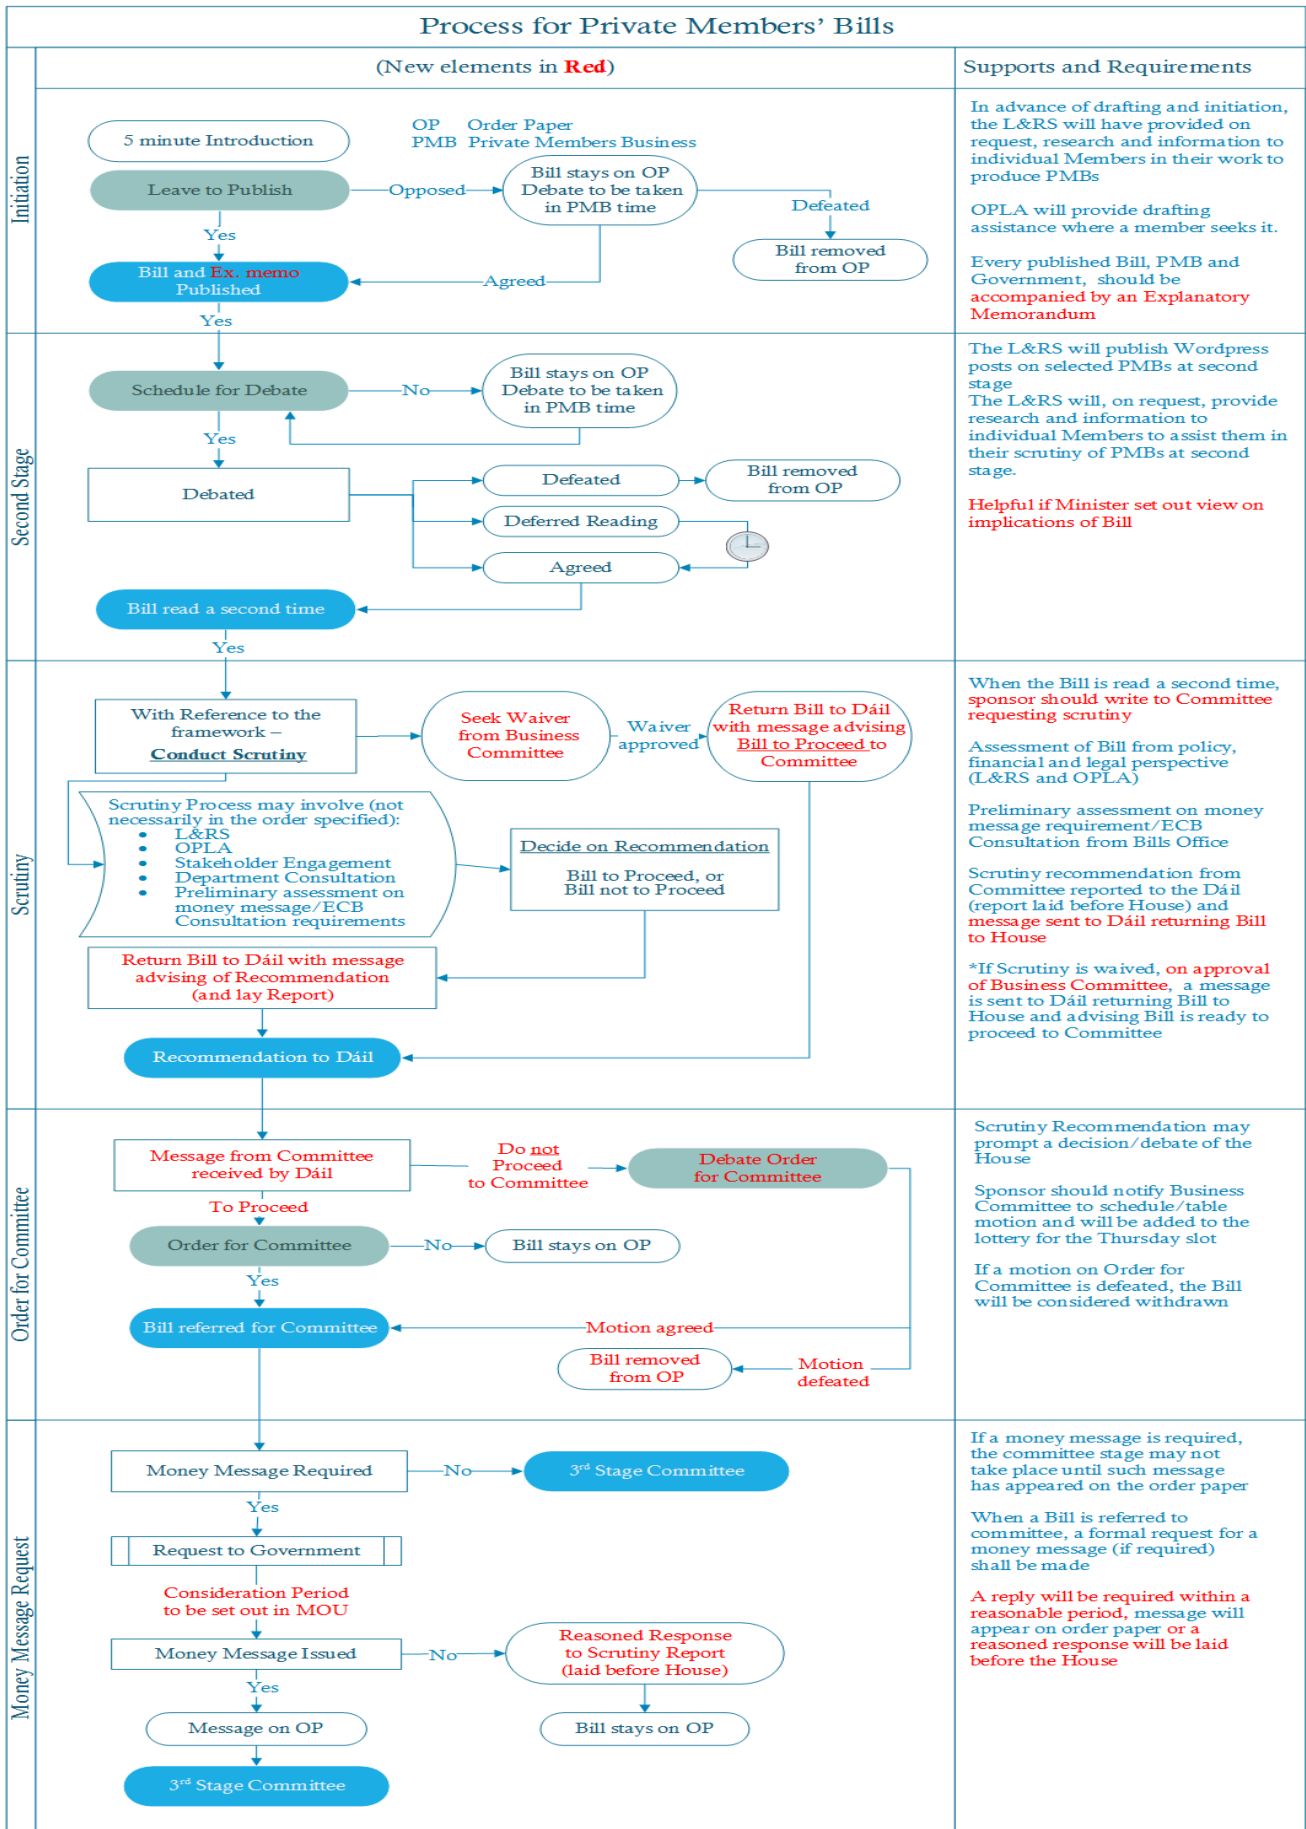 Process for Private Members' Bills
(New elements in Red)
Supports and Requirements
Initiation
5 minute Introduction
OP Order Paper
PMB Private Members Business
Leave to Publish
Opposed
Bill stays on OP
Debate to be taken
in PMB time
Defeated
Bill removed
from OP
Yes
Agreed
Bill and Ex. memo
Published
Yes
In advance of drafting and initiation,
the L&RS will have provided on
request, research and information to
individual Members in their work to
produce PMBs
OPLA will provide drafting
assistance where a member seeks it.
Every published Bill, PMB and
Government, should be
accompanied by an Explanatory
Memorandum
Second Stage
Schedule for Debate
No
Bill stays on OP
Debate to be taken
in PMB time
Yes
Debated
Defeated
Bill removed
from OP
Deferred Reading
Agreed
Bill read a second time
Yes
The L&RS will publish Wordpress
posts on selected PMBs at second
stage
The L&RS will, on request, provide
research and information to
individual Members to assist them in
their scrutiny of PMBs at second
stage.
Helpful if Minister set out view on
implications of Bill
Scrutiny
With Reference to the
framework –
Conduct Scrutiny
Seek Waiver
from Business
Committee
Waiver
approved
Return Bill to Dáil
with message advising
Bill to Proceed to
Committee
Scrutiny Process may involve (not
necessarily in the order specified):
• L&RS
• OPLA
• Stakeholder Engagement
• Department Consultation
• Preliminary assessment on
money message/ECB
Consultation requirements
Decide on Recommendation
Bill to Proceed, or
Bill not to Proceed
Return Bill to Dáil with message
advising of Recommendation
(and lay Report)
Recommendation to Dáil
When the Bill is read a second time,
sponsor should write to Committee
requesting scrutiny
Assessment of Bill from policy,
financial and legal perspective
(L&RS and OPLA)
Preliminary assessment on money
message requirement/ECB
Consultation from Bills Office
Scrutiny recommendation from
Committee reported to the Dáil
(report laid before House) and
message sent to Dáil returning Bill
to House
*If Scrutiny is waived, on approval
of Business Committee, a message
is sent to Dáil returning Bill to
House and advising Bill is ready to
proceed to Committee
Order for Committee
Message from Committee
received by Dáil
Do not
Proceed
to Committee
Debate Order
for Committee
To Proceed
Order for Committee
No
Bill stays on OP
Yes
Bill referred for Committee
Motion agreed
Bill removed
from OP
Motion
defeated
Scrutiny Recommendation may
prompt a decision/debate of the
House
Sponsor should notify Business
Committee to schedule/table
motion and will be added to the
lottery for the Thursday slot
If a motion on Order for
Committee is defeated, the Bill
will be considered withdrawn
Money Message Request
Money Message Required
No
3rd Stage Committee
Yes
Request to Government
Consideration Period
to be set out in MOU
Money Message Issued
No
Reasoned Response
to Scrutiny Report
(laid before House)
Yes
Message on OP
Bill stays on OP
3rd Stage Committee
If a money message is required,
the committee stage may not
take place until such message
has appeared on the order paper
When a Bill is referred to
committee, a formal request for a
money message (if required)
shall be made
A reply will be required within a
reasonable period, message will
appear on order paper or a
reasoned response will be laid
before the House